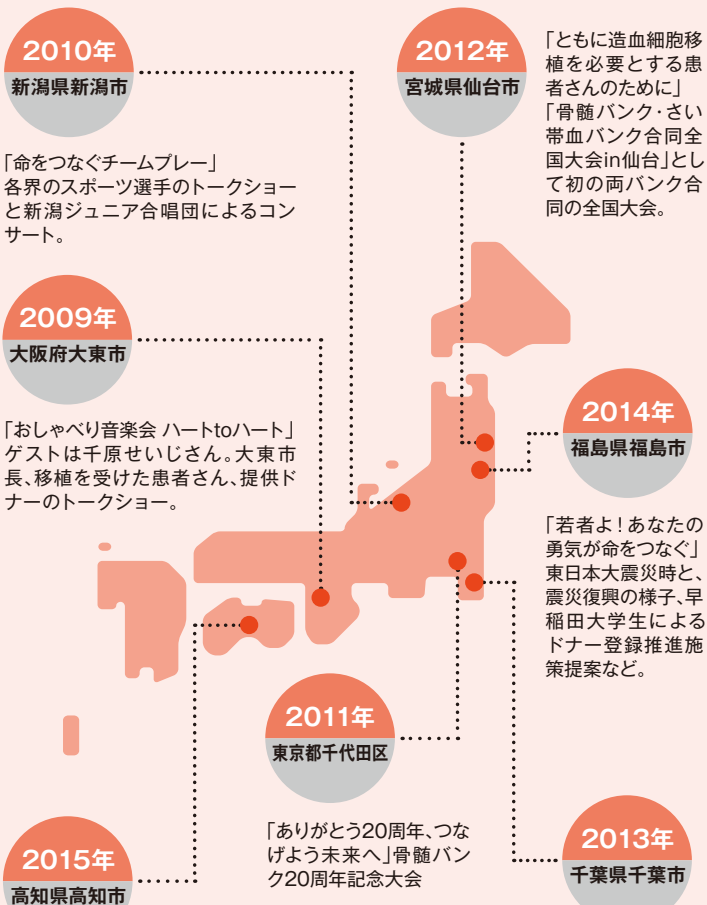 2010年
新潟県新潟市
「命をつなぐチームプレー」
各界のスポーツ選手のトークショー
と新潟ジュニア合唱団によるコン
サート。
2012年
宮城県仙台市
「ともに造血細胞移
植を必要とする患
者さんのために」
「骨髄バンク・さい
帯血バンク合同全
国大会in仙台」とし
て初の両バンク合
同の全国大会。
2009年
大阪府大東市
「おしゃべり音楽会 ハートtoハート」
ゲストは千原せいじさん。大東市
長、移植を受けた患者さん、提供ド
ナーのトークショー。
2014年
福島県福島市
「若者よ！あなたの
勇気が命をつなぐ」
東日本大震災時と、
震災復興の様子、早
稲田大学生による
ドナー登録推進施
策提案など。
2011年
東京都千代田区
「ありがとう20周年、つな
げよう未来へ」骨髄バン
ク20周年記念大会
2013年
千葉県千葉市
2015年
高知県高知市